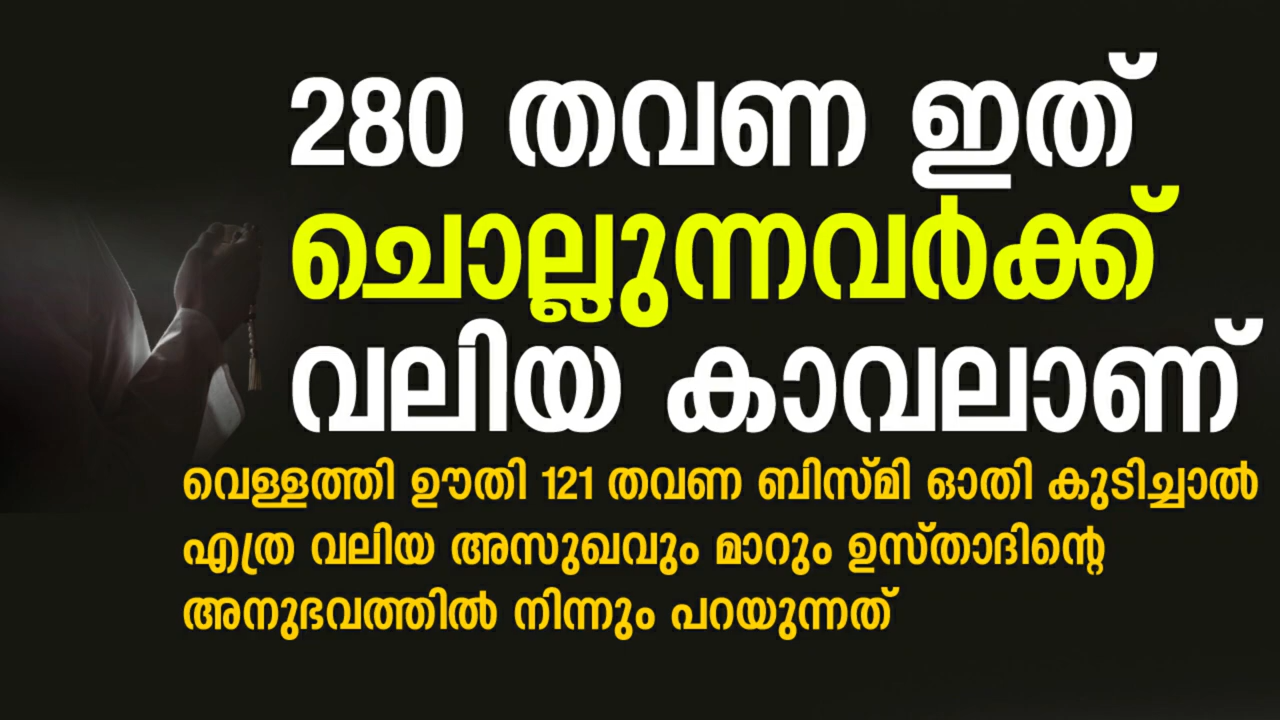 280 തവണ ഇത്
ചൊല്ലുന്നവർക്ക്
വലിയ കാവലാണ്
വെള്ളത്തി ഊതി 121 തവണ ബിസ്മി ഓതി കുടിച്ചാൽ
എത്ര വലിയ അസുഖവും മാറും ഉസ്താദിന്റെ
അനുഭവത്തിൽ നിന്നും പറയുന്നത്